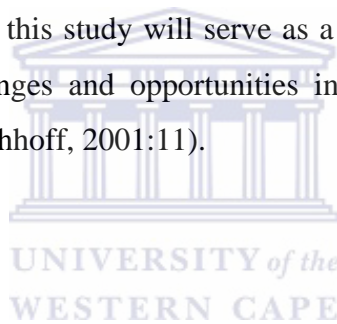 this study will serve as a
nges and opportunities in
hhoff, 2001:11).
UNIVERSITY of the
WESTERN CAPE